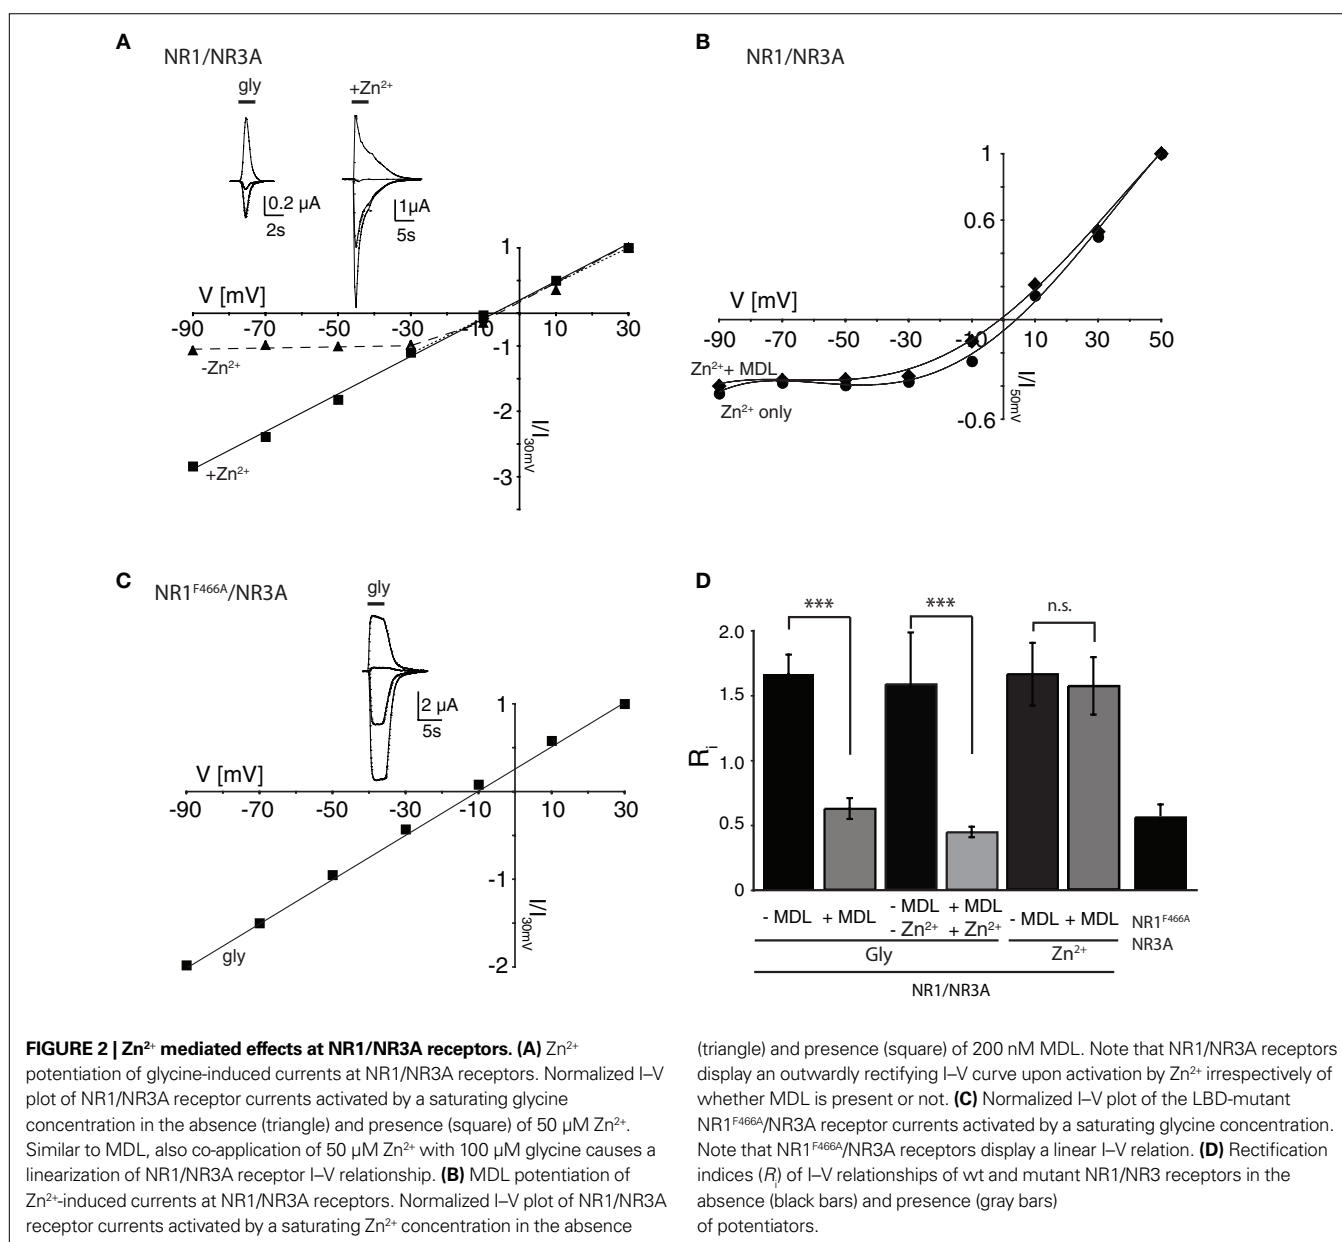 A
NR1/NR3A
gly
+Zn²⁺
0.2 µA
2s
1µA
5s
1
V [mV]
-90 -70 -50 -30 -10 10 30
-1
-Zn²⁺
-2
I/I30mV
+Zn²⁺
-3
B
NR1/NR3A
1
0.6
V [mV]
-90 -70 -50 -30 -10 10 30 50
Zn²⁺+ MDL
I/I50mV
Zn²⁺ only
-0.6
C
NR1F466A/NR3A
gly
2 µA
5s
1
V [mV]
-90 -70 -50 -30 -10 10 30
-1
I/I30mV
gly
-2
D
*** *** n.s.
2.0
1.5
Ri
1.0
0.5
0
- MDL + MDL - MDL + MDL - MDL + MDL NR1F466A
- Zn²⁺ + Zn²⁺ NR3A
Gly Zn²⁺
NR1/NR3A
FIGURE 2 | Zn²⁺ mediated effects at NR1/NR3A receptors. (A) Zn²⁺
potentiation of glycine-induced currents at NR1/NR3A receptors. Normalized I–V
plot of NR1/NR3A receptor currents activated by a saturating glycine
concentration in the absence (triangle) and presence (square) of 50 µM Zn²⁺.
Similar to MDL, also co-application of 50 µM Zn²⁺ with 100 µM glycine causes a
linearization of NR1/NR3A receptor I–V relationship. (B) MDL potentiation of
Zn²⁺-induced currents at NR1/NR3A receptors. Normalized I–V plot of NR1/NR3A
receptor currents activated by a saturating Zn²⁺ concentration in the absence
(triangle) and presence (square) of 200 nM MDL. Note that NR1/NR3A receptors
display an outwardly rectifying I–V curve upon activation by Zn²⁺ irrespectively of
whether MDL is present or not. (C) Normalized I–V plot of the LBD-mutant
NR1F466A/NR3A receptor currents activated by a saturating glycine concentration.
Note that NR1F466A/NR3A receptors display a linear I–V relation. (D) Rectification
indices (Ri) of I–V relationships of wt and mutant NR1/NR3 receptors in the
absence (black bars) and presence (gray bars)
of potentiators.